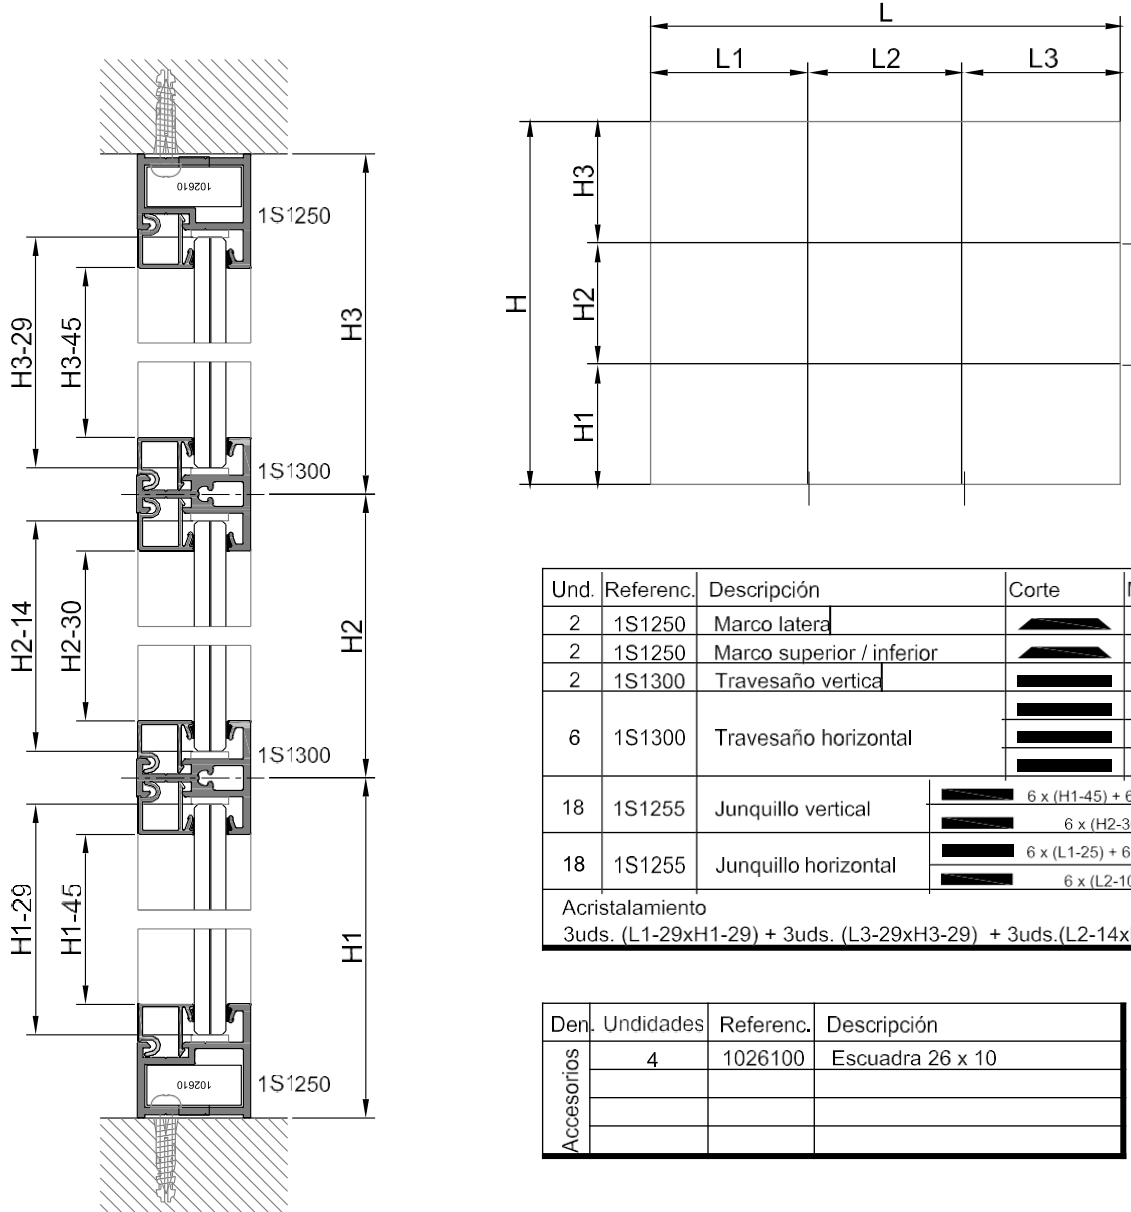 L
L1
L2
L3
H
H3
H2
H1
102610
1S1250
H3-29
H3-45
H3
1S1300
H2-14
H2-30
H2
1S1300
H1-29
H1-45
H1
102610
1S1250
Und. Referenc. Descripción Corte
2 1S1250 Marco latera
2 1S1250 Marco superior / inferior
2 1S1300 Travesaño vertica
6 1S1300 Travesaño horizontal
18 1S1255 Junquillo vertical
6 x (H1-45) + 6
6 x (H2-3
18 1S1255 Junquillo horizontal
6 x (L1-25) + 6
6 x (L2-10
Acristalamiento
3uds. (L1-29xH1-29) + 3uds. (L3-29xH3-29) + 3uds.(L2-14x
Den. Undidades Referenc. Descripción
Accesorios
4 1026100 Escuadra 26 x 10